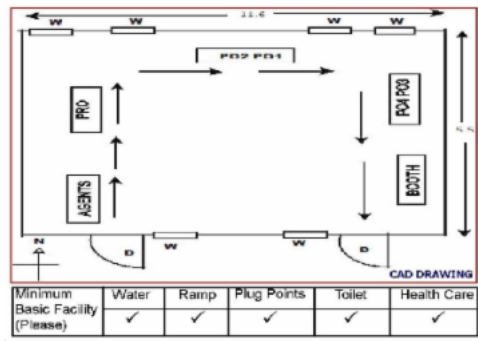 11.6
W W W W
PO2 PO1
PRO
PO4 PO3
AGENTS
BOOTH
N
D
W
W
D
CAD DRAWING
Minimum Basic Facility (Please) Water Ramp Plug Points Toilet Health Care
✓ ✓ ✓ ✓ ✓